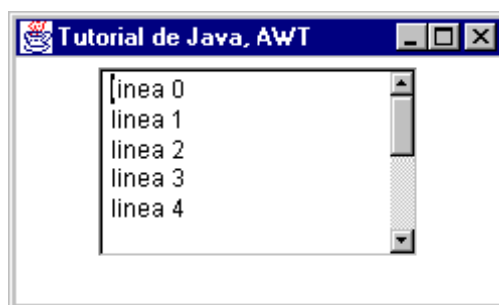 Tutorial de Java, AWT
linea 0
linea 1
linea 2
linea 3
linea 4